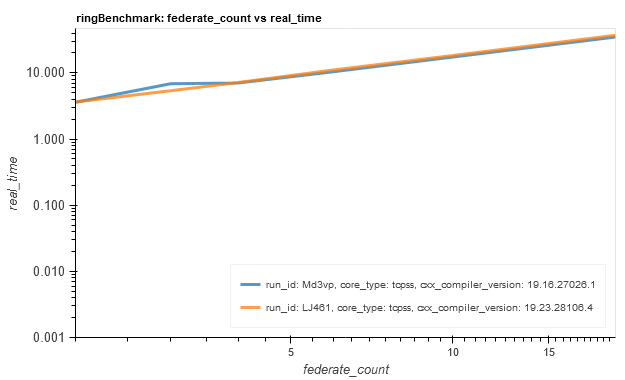 ringBenchmark: federate_count vs real_time
10.000
1.000
0.100
0.010
0.001
real_time
run_id: Md3vp, core_type: tcpss, cxx_compiler_version: 19.16.27026.1
run_id: LJ461, core_type: tcpss, cxx_compiler_version: 19.23.28106.4
5
10
15
federate_count